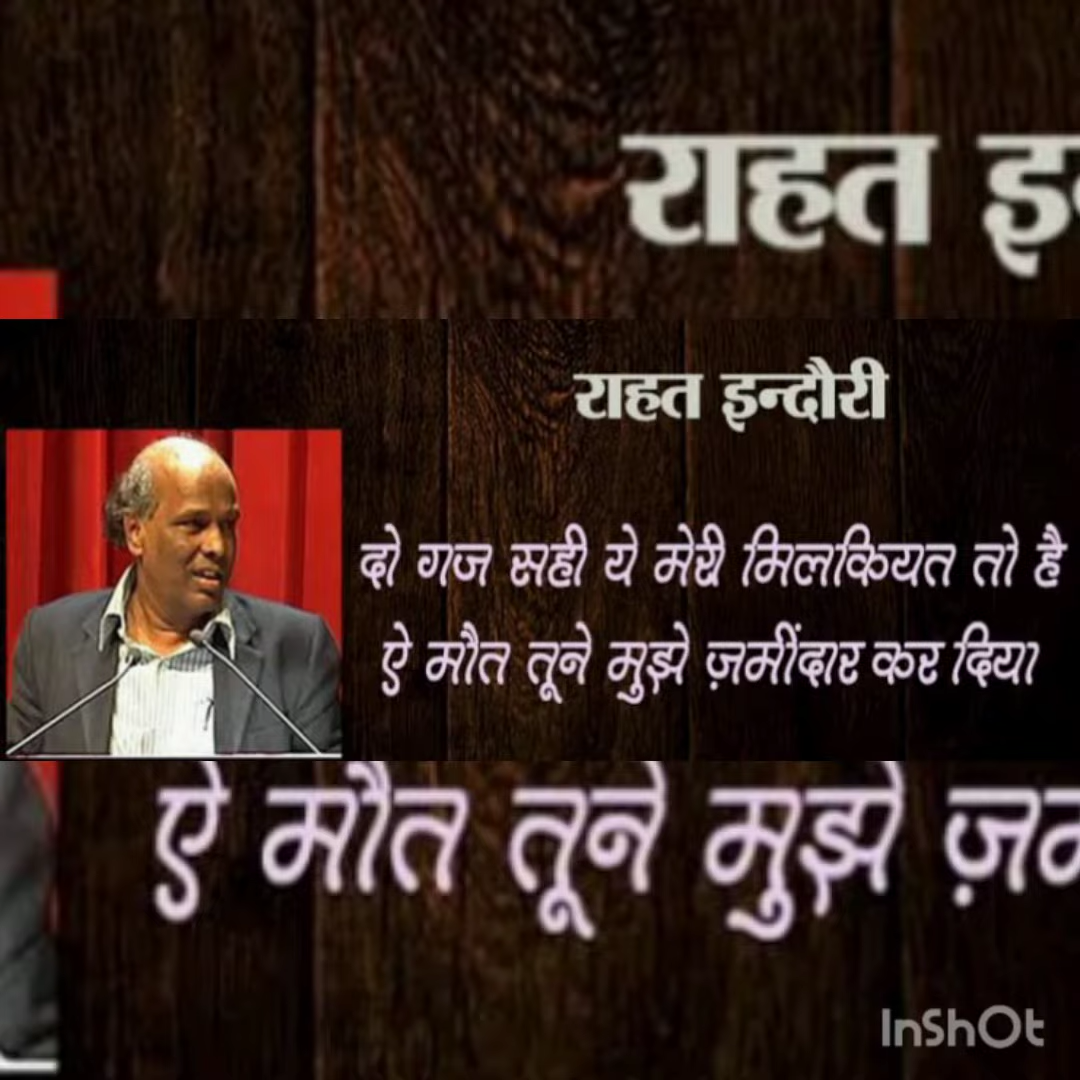 राहत इ
राहत इन्दौरी
दो गज सही ये मेरी मिलकियत तो है
ऐ मौत तूने मुझे ज़मींदार कर दिया
ऐ मौत तूने मुझे ज़म
InShOt